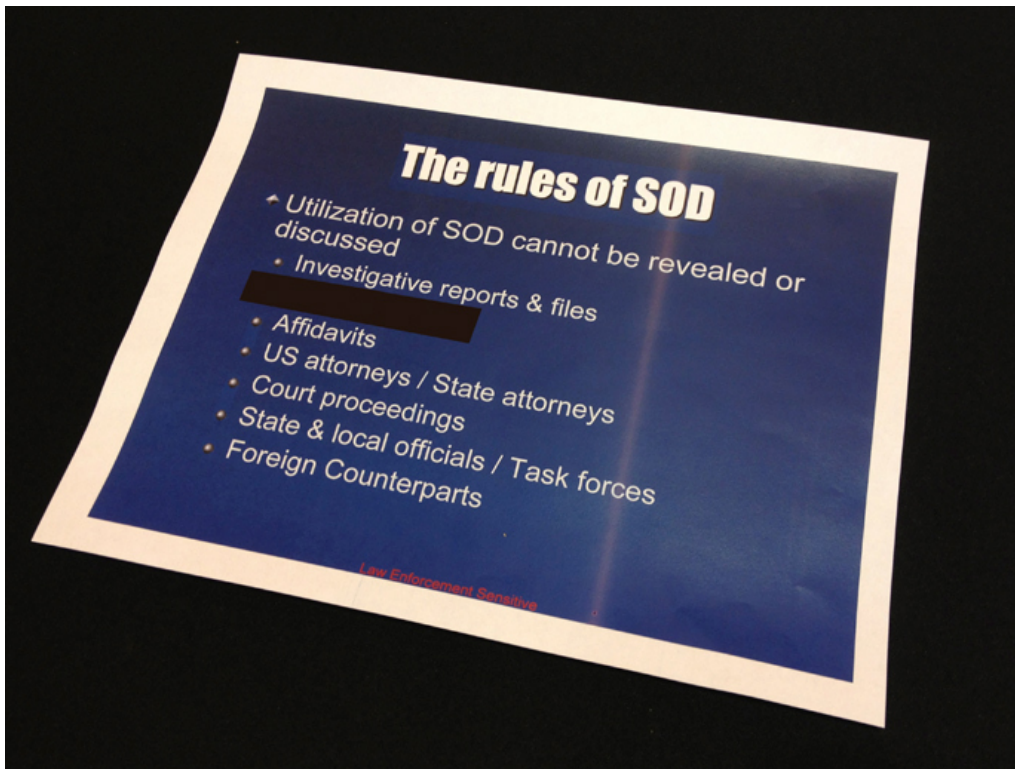 The rules of SOD
Utilization of SOD cannot be revealed or
discussed
Investigative reports & files
Affidavits
US attorneys / State attorneys
Court proceedings
State & local officials / Task forces
Foreign Counterparts
Law Enforcement Sensitive